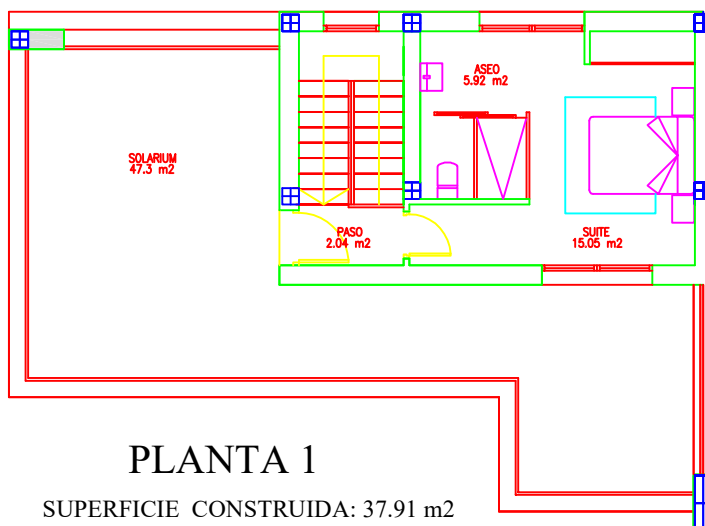 ASEO
5.92 m2
SOLARIUM
47.3 m2
PASO
2.04 m2
SUITE
15.05 m2
PLANTA 1
SUPERFICIE CONSTRUIDA: 37.91 m2